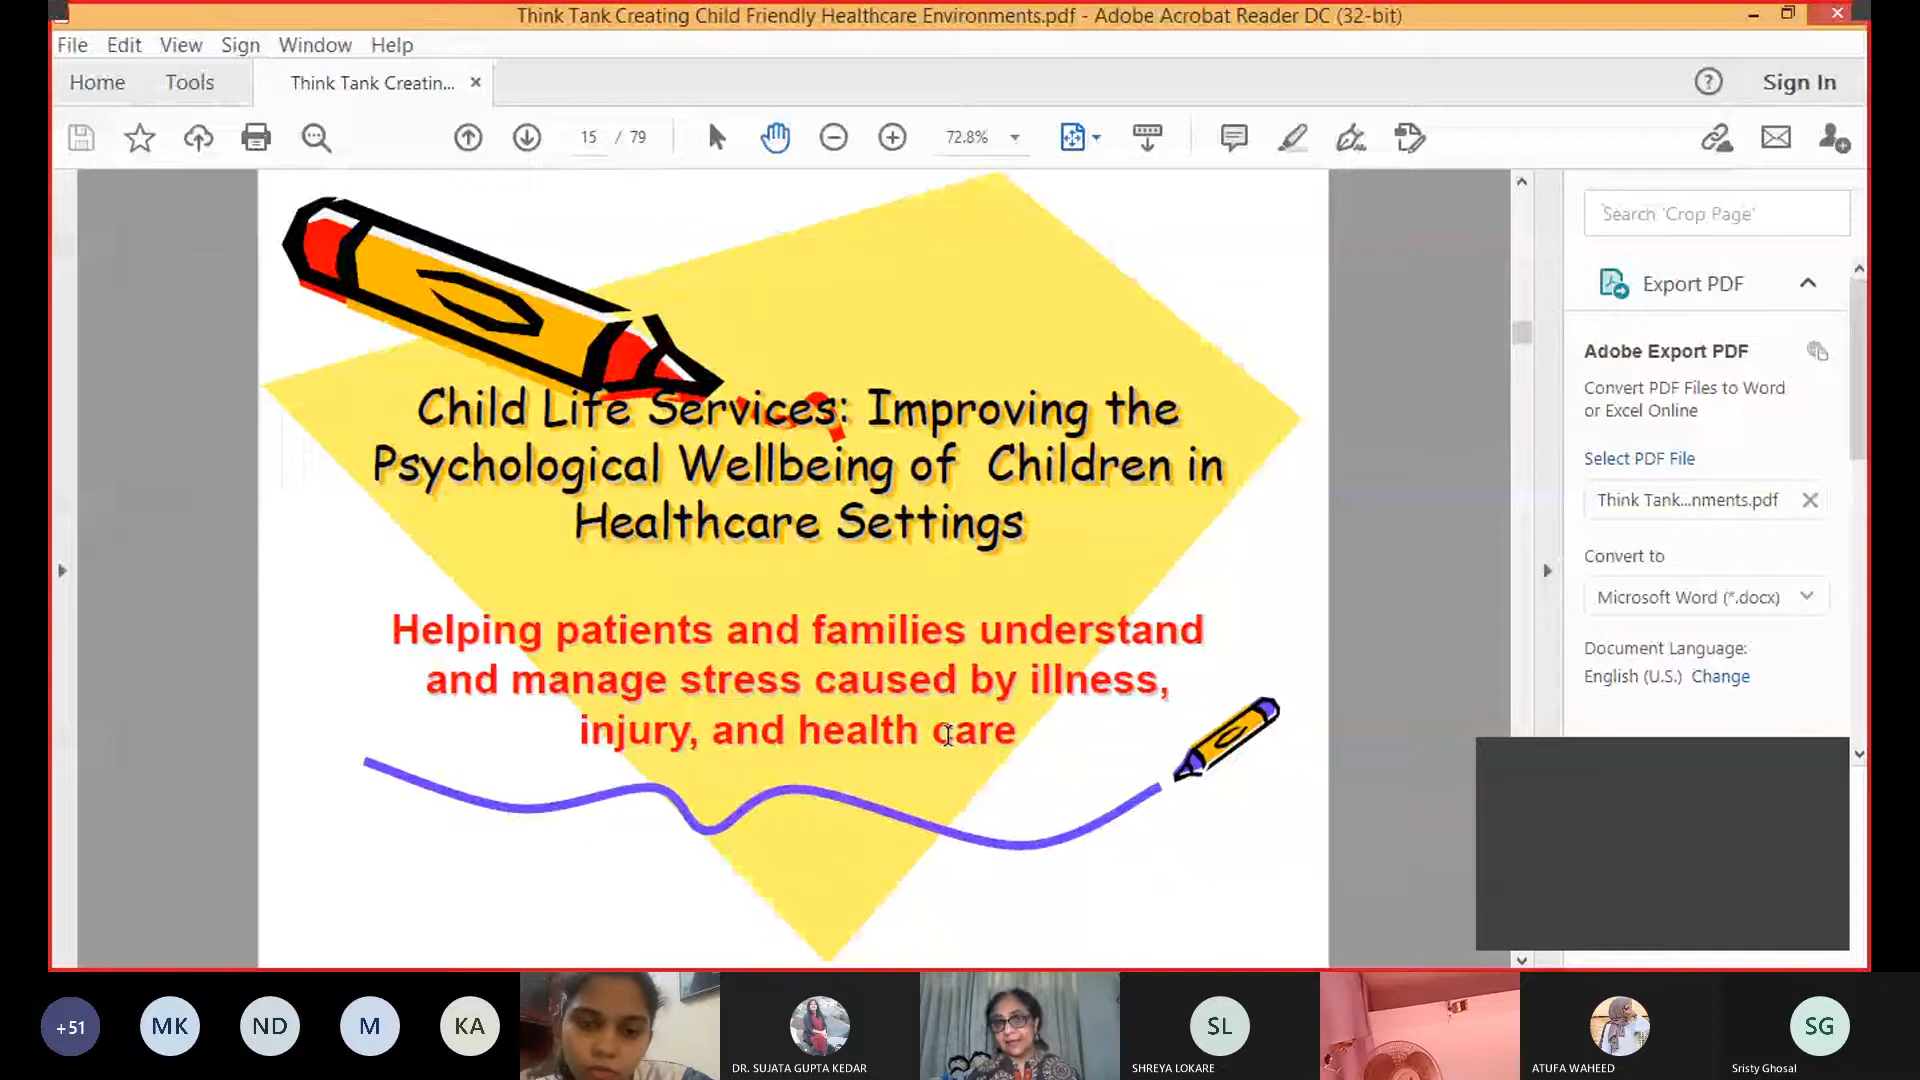 Think Tank Creating Child Friendly Healthcare Environments.pdf - Adobe Acrobat Reader DC (32-bit)
File Edit View Sign Window Help
Home Tools Think Tank Creatin... × Sign In
15 / 79 72.8%
Child Life Services: Improving the
Psychological Wellbeing of Children in
Healthcare Settings
Helping patients and families understand
and manage stress caused by illness,
injury, and health care
Search 'Crop Page'
Export PDF
Adobe Export PDF
Convert PDF Files to Word
or Excel Online
Select PDF File
Think Tank...nments.pdf
Convert to
Microsoft Word (*.docx)
Document Language:
English (U.S.) Change
+51 MK ND M KA SL SG
DR. SUJATA GUPTA KEDAR SHREYA LOKARE ATUFA WAHEED Sristy Ghosal